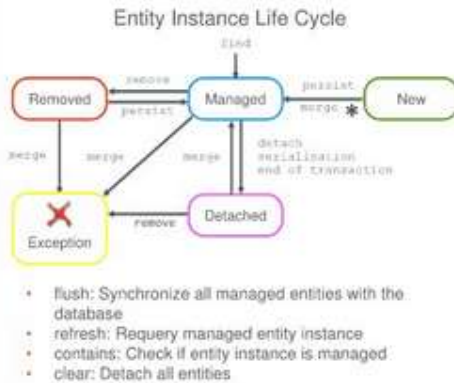 Entity Instance Life Cycle
find
remove
persist
Removed
Managed
New
persist
merge *
merge
merge
merge
detach
serialisation
end of transaction
Exception
remove
Detached
• flush: Synchronize all managed entities with the
database
• refresh: Requery managed entity instance
• contains: Check if entity instance is managed
• clear: Detach all entities